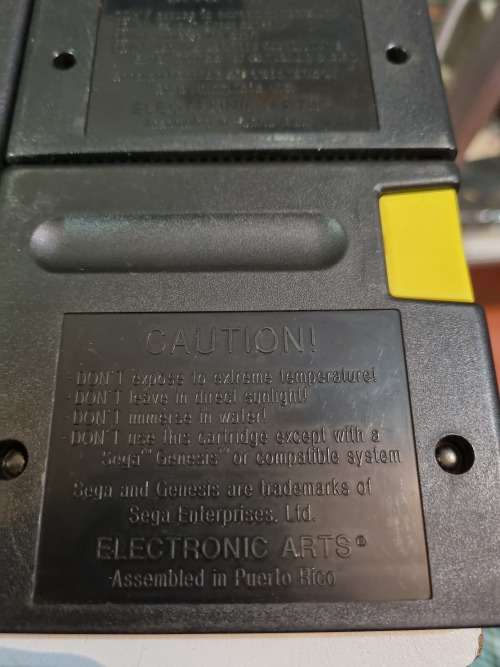 ELECTRONIC ARTS
CAUTION!
-DON'T expose to extreme temperature!
-DON'T leave in direct sunlight!
-DON'T immerse in water!
-DON'T use this cartridge except with a
Sega™ Genesis™ or compatible system
Sega and Genesis are trademarks of
Sega Enterprises, Ltd.
ELECTRONIC ARTS®
Assembled in Puerto Rico